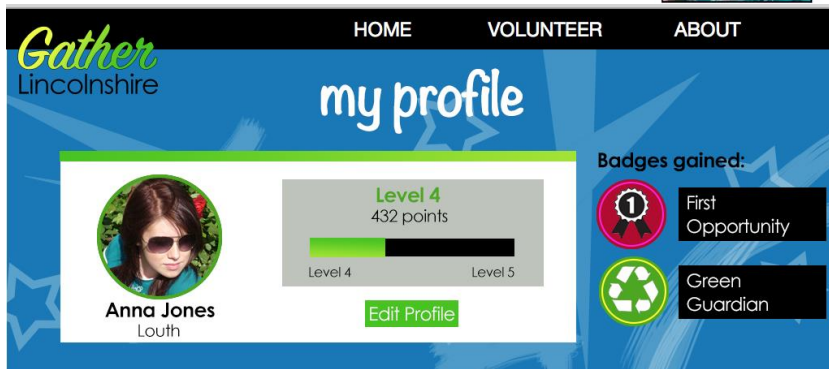 Gather
Lincolnshire
HOME VOLUNTEER ABOUT
my profile
Level 4
432 points
Level 4 Level 5
Edit Profile
Anna Jones
Louth
Badges gained:
1
First
Opportunity
Green
Guardian